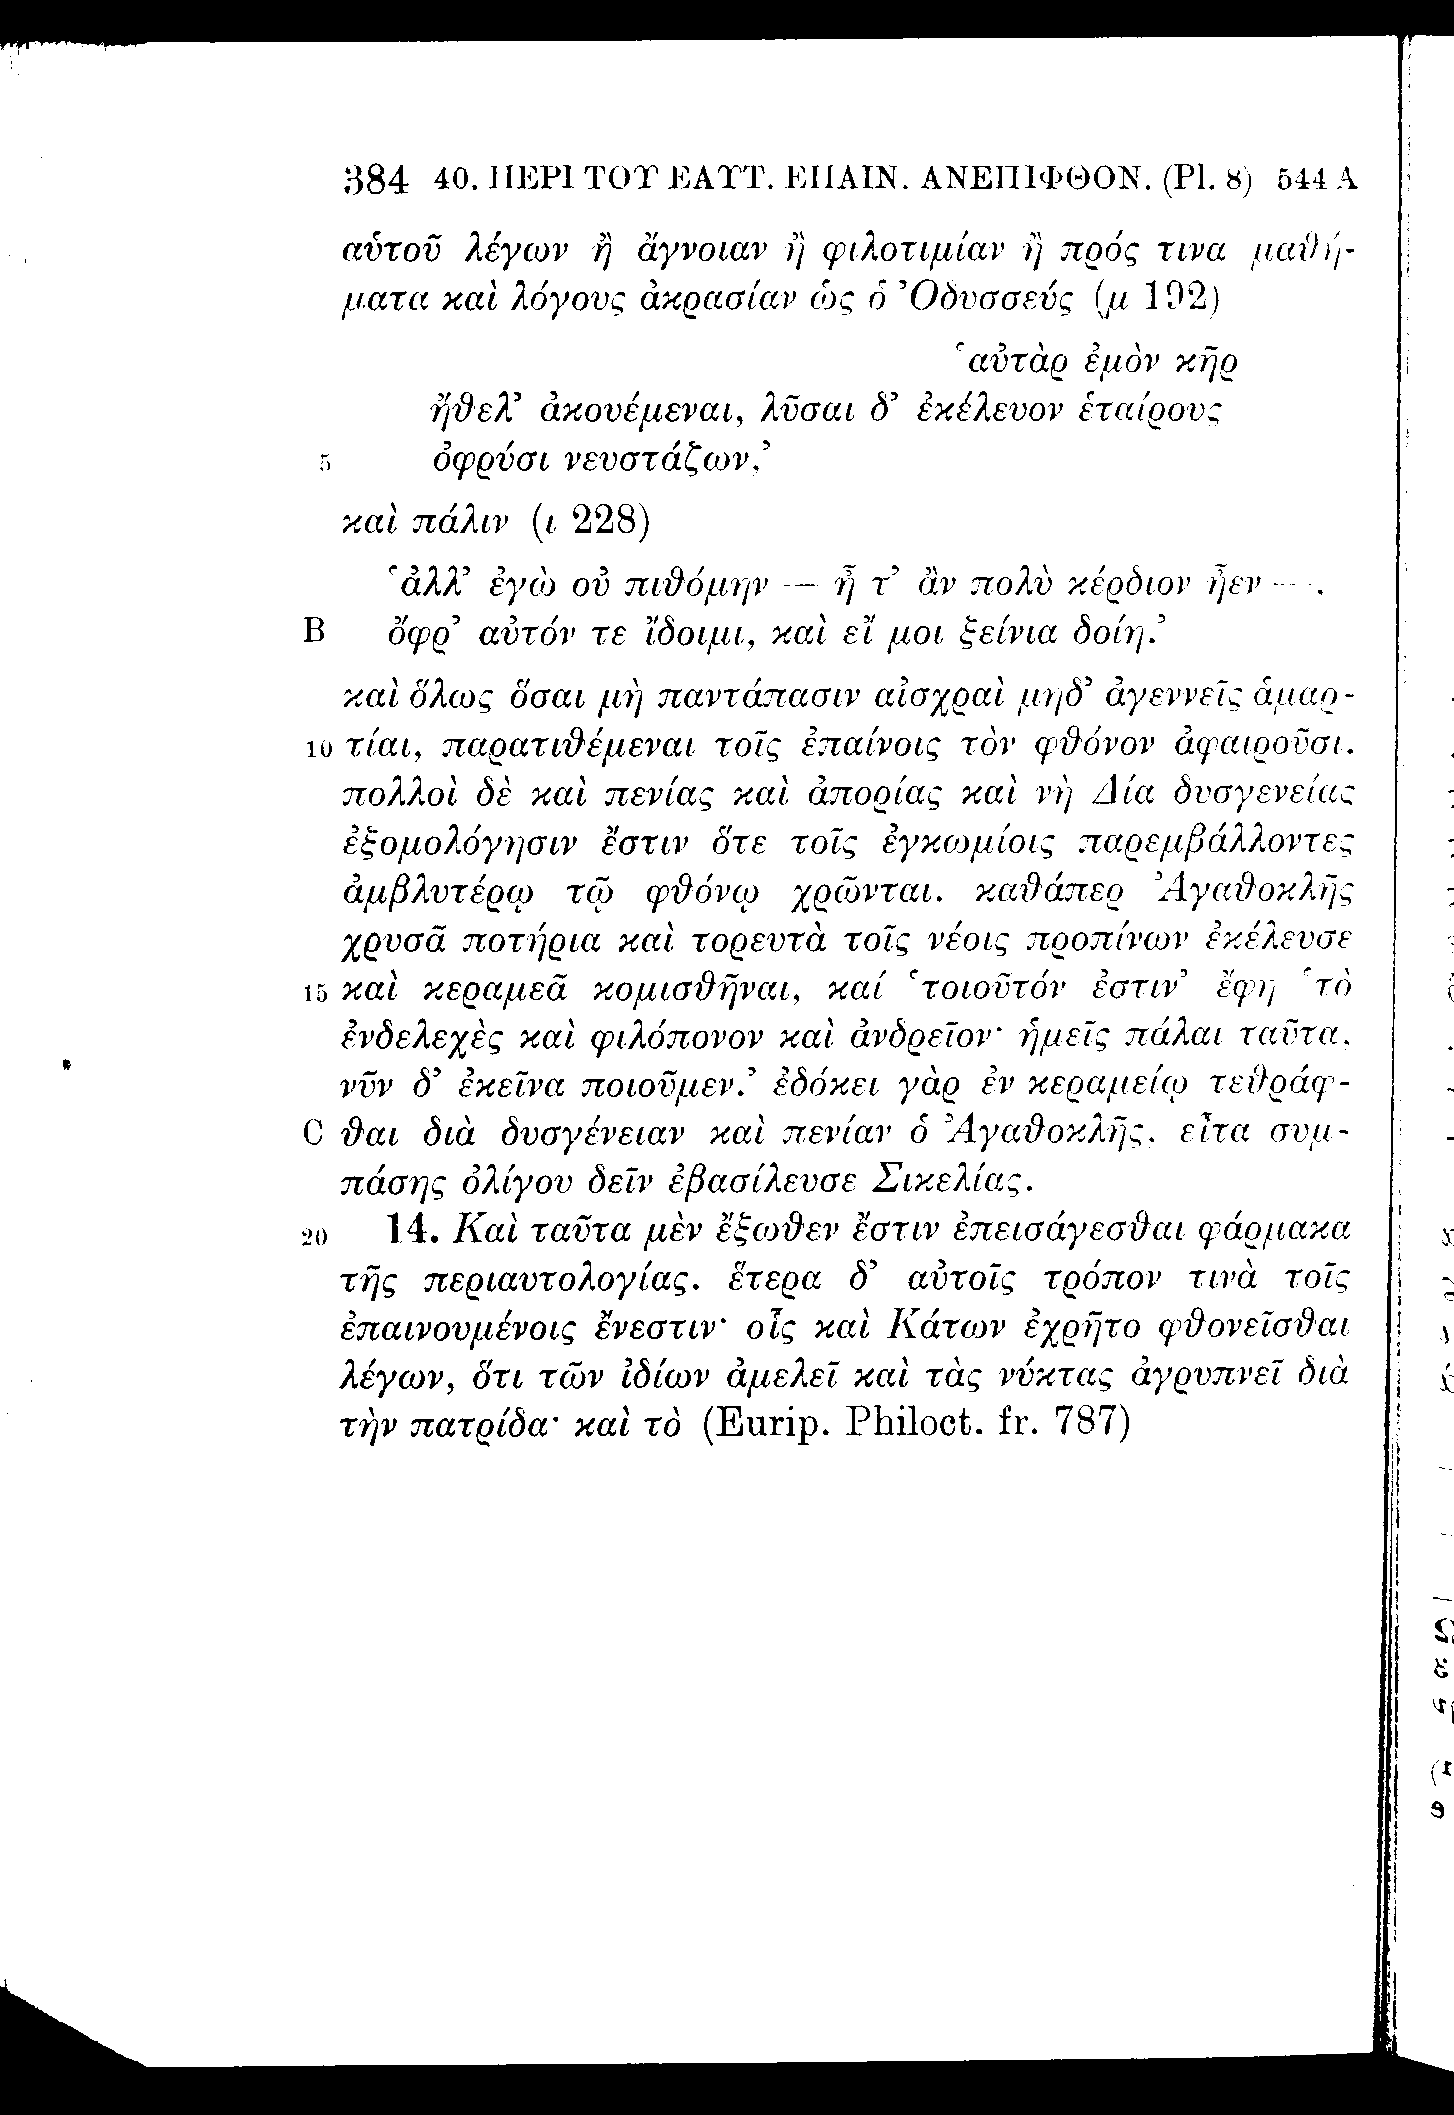 384 40. ΠΕΡΙ ΤΟΥ ΕΑΥΤ. ΕΠΑΙΝ. ΑΝΕΠΙΦΘΟΝ. (Pl. 8) 544 A
αὑτοῦ λέγων ἢ ἄγνοιαν ἢ φιλοτιμίαν ἢ πρός τινα μαθή-
ματα καὶ λόγους ἀκρασίαν ὡς ὁ Ὀδυσσεύς (μ 192)
‘αὐτὰρ ἐμὸν κῆρ
ἤθελ’ ἀκουέμεναι, λῦσαι δ’ ἐκέλευον ἑταίρους
5 ὀφρύσι νευστάζων,’
καὶ πάλιν (ι 228)
‘ἀλλ’ ἐγὼ οὐ πιθόμην — ἦ τ’ ἂν πολὺ κέρδιον ἦεν — .
B ὄφρ’ αὐτόν τε ἴδοιμι, καὶ εἴ μοι ξείνια δοίη.’
καὶ ὅλως ὅσαι μὴ παντάπασιν αἰσχραὶ μηδ’ ἀγεννεῖς ἁμαρ-
10 τίαι, παρατιθέμεναι τοῖς ἐπαίνοις τὸν φθόνον ἀφαιροῦσι.
πολλοὶ δὲ καὶ πενίας καὶ ἀπορίας καὶ νὴ Δία δυσγενείας
ἐξομολόγησιν ἔστιν ὅτε τοῖς ἐγκωμίοις παρεμβάλλοντες
ἀμβλυτέρῳ τῷ φθόνῳ χρῶνται. καθάπερ Ἀγαθοκλῆς
χρυσᾶ ποτήρια καὶ τορευτὰ τοῖς νέοις προπίνων ἐκέλευσε
15 καὶ κεραμεᾶ κομισθῆναι, καί ‘τοιοῦτόν ἐστιν’ ἔφη ‘τὸ
ἐνδελεχὲς καὶ φιλόπονον καὶ ἀνδρεῖον· ἡμεῖς πάλαι ταῦτα,
νῦν δ’ ἐκεῖνα ποιοῦμεν.’ ἐδόκει γὰρ ἐν κεραμείῳ τεθράφ-
C θαι διὰ δυσγένειαν καὶ πενίαν ὁ Ἀγαθοκλῆς, εἶτα συμ-
πάσης ὀλίγου δεῖν ἐβασίλευσε Σικελίας.
20 14. Καὶ ταῦτα μὲν ἔξωθεν ἔστιν ἐπεισάγεσθαι φάρμακα
τῆς περιαυτολογίας. ἕτερα δ’ αὐτοῖς τρόπον τινὰ τοῖς
ἐπαινουμένοις ἔνεστιν· οἷς καὶ Κάτων ἐχρῆτο φθονεῖσθαι
λέγων, ὅτι τῶν ἰδίων ἀμελεῖ καὶ τὰς νύκτας ἀγρυπνεῖ διὰ
τὴν πατρίδα· καὶ τὸ (Eurip. Philoct. fr. 787)